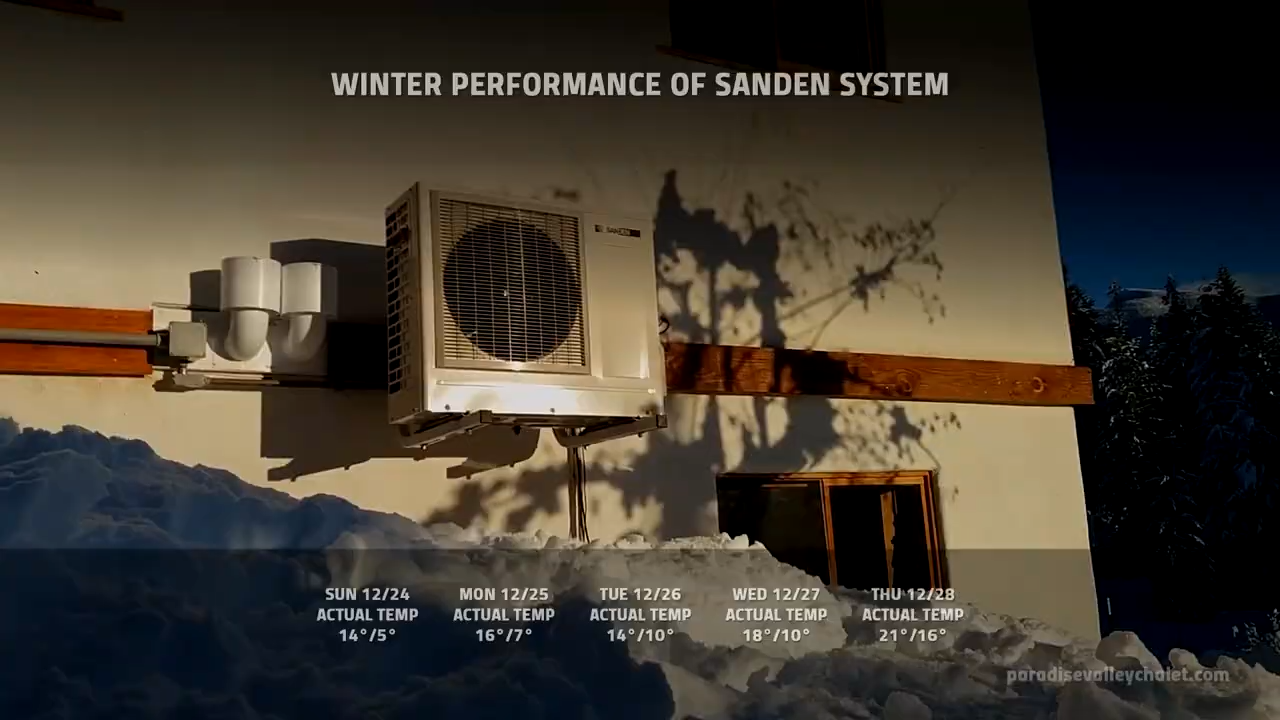 WINTER PERFORMANCE OF SANDEN SYSTEM
SANDEN
SUN 12/24 MON 12/25 TUE 12/26 WED 12/27 THU 12/28
ACTUAL TEMP ACTUAL TEMP ACTUAL TEMP ACTUAL TEMP ACTUAL TEMP
14°/5° 16°/7° 14°/10° 18°/10° 21°/16°
paradisevalleychalet.com